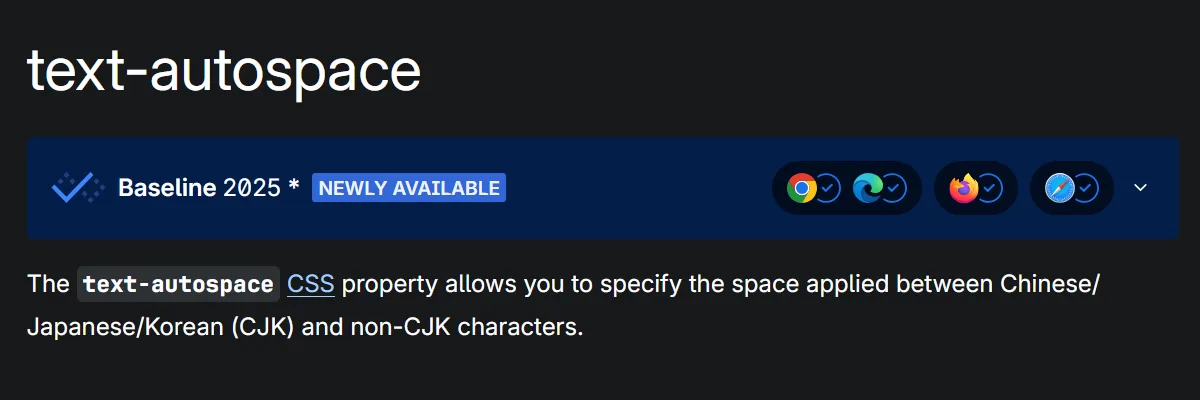 text-autospace
Baseline 2025 * NEWLY AVAILABLE
The text-autospace CSS property allows you to specify the space applied between Chinese/
Japanese/Korean (CJK) and non-CJK characters.